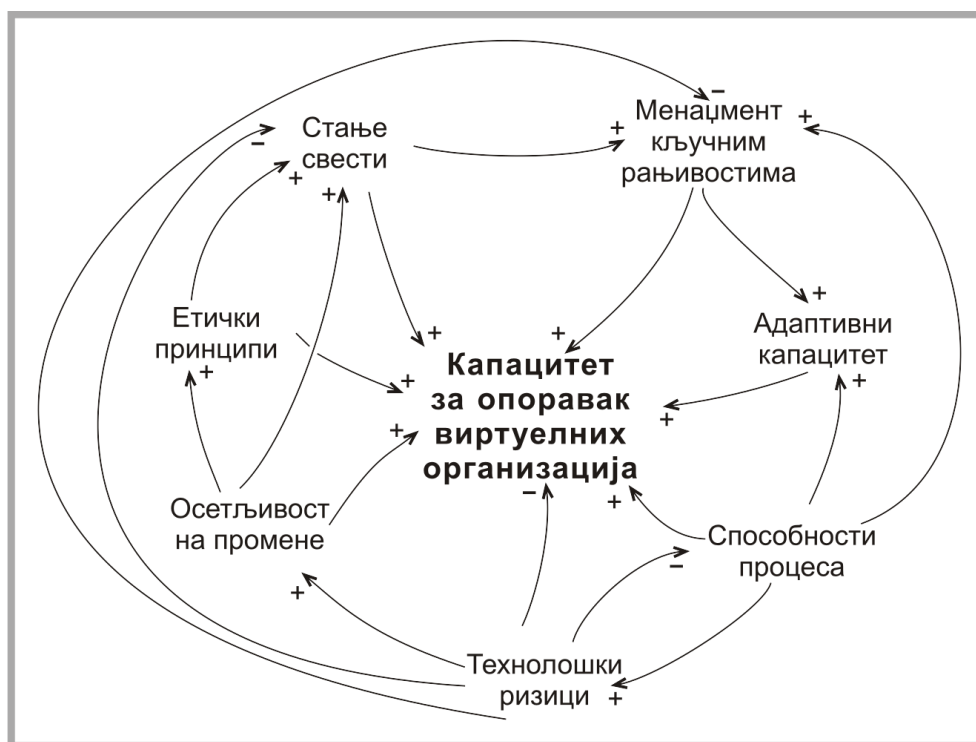 Стање
свести
Менаџмент
кључним
рањивостима
Етички
принципи
Адаптивни
капацитет
Капацитет
за опоравак
виртуелних
организација
Осетљивост
на промене
Способности
процеса
Технолошки
ризици